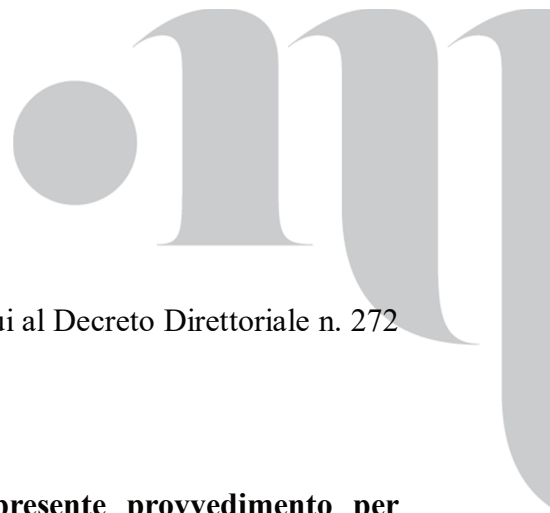 ui al Decreto Direttoriale n. 272
presente provvedimento per